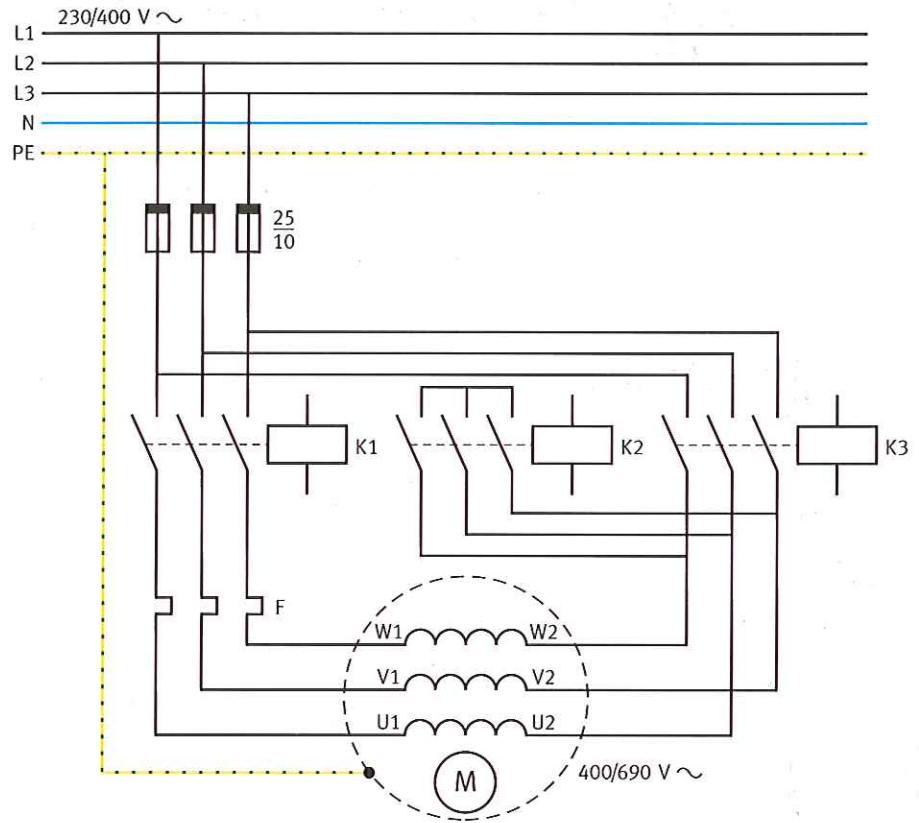 230/400 V ~
L1
L2
L3
N
PE
25
10
K1
K2
K3
F
W1 W2
V1 V2
U1 U2
M
400/690 V ~